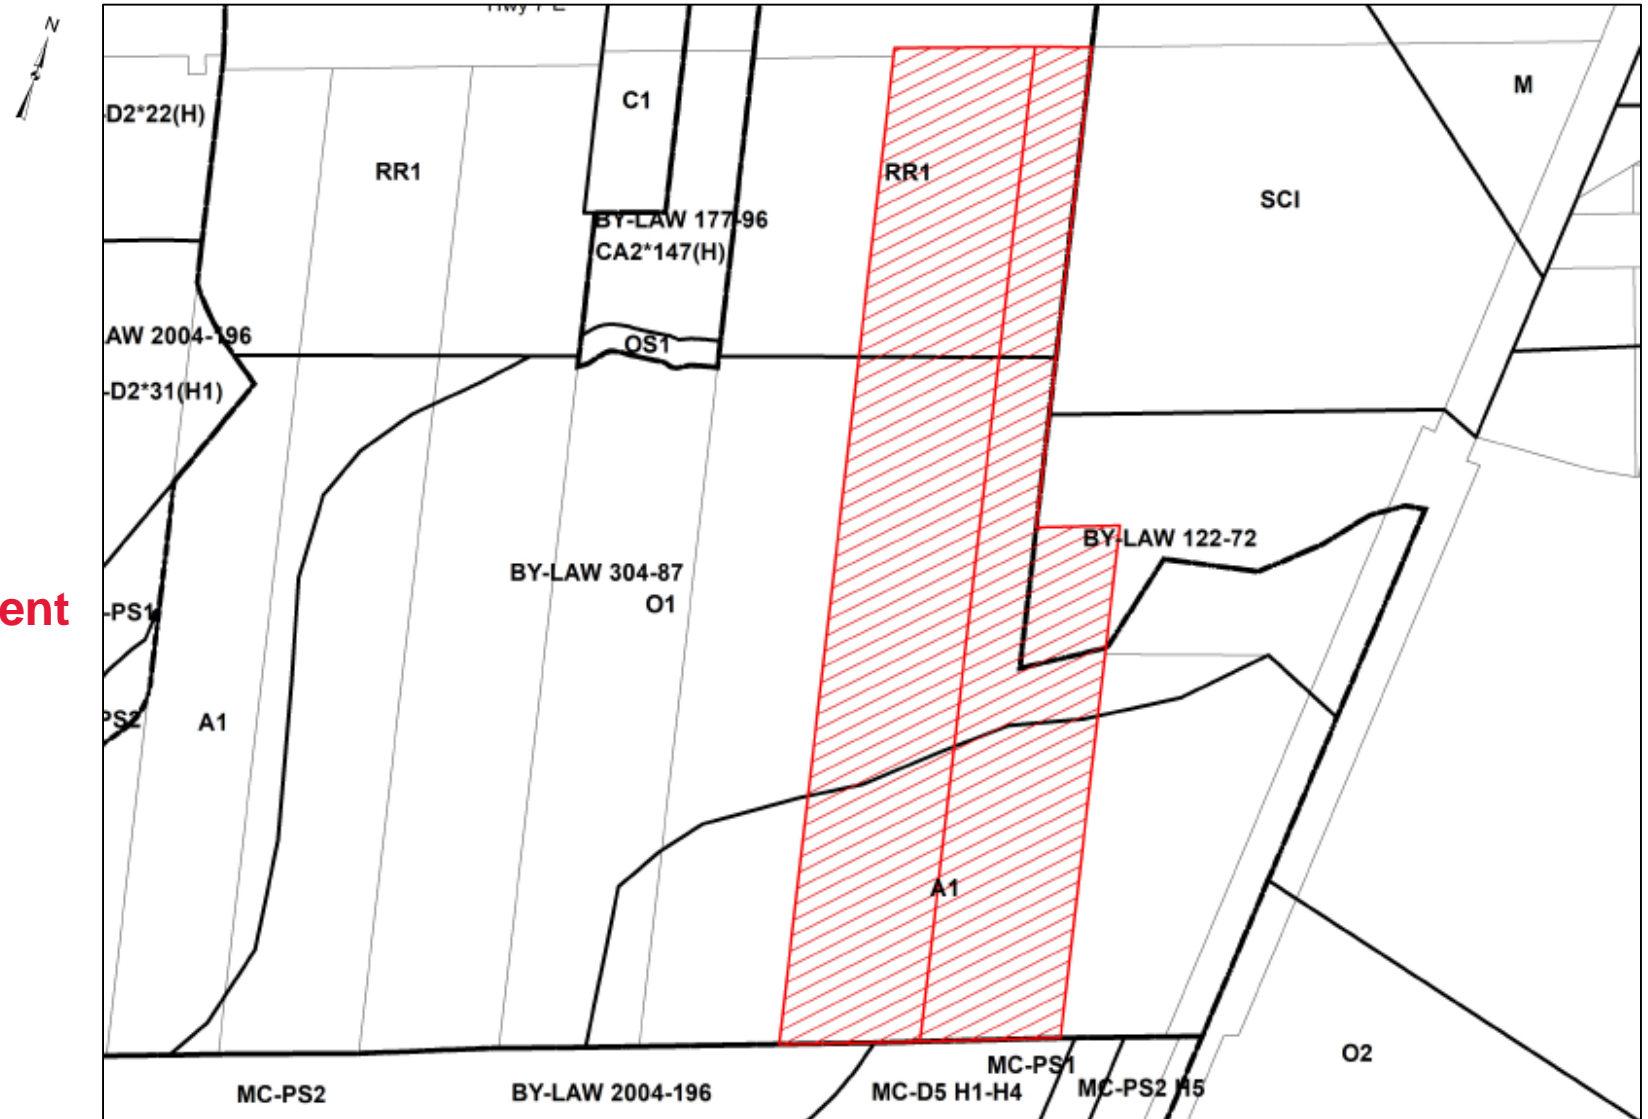 N
Hwy 7 E
M
C1
-D2*22(H)
RR1
RR1
SCI
BY-LAW 177-96
CA2*147(H)
AW 2004-196
OS1
-D2*31(H1)
BY-LAW 122-72
BY-LAW 304-87
O1
ent
-PS1
PS2
A1
A1
O2
MC-PS1
MC-PS2
BY-LAW 2004-196
MC-D5 H1-H4
MC-PS2 H5